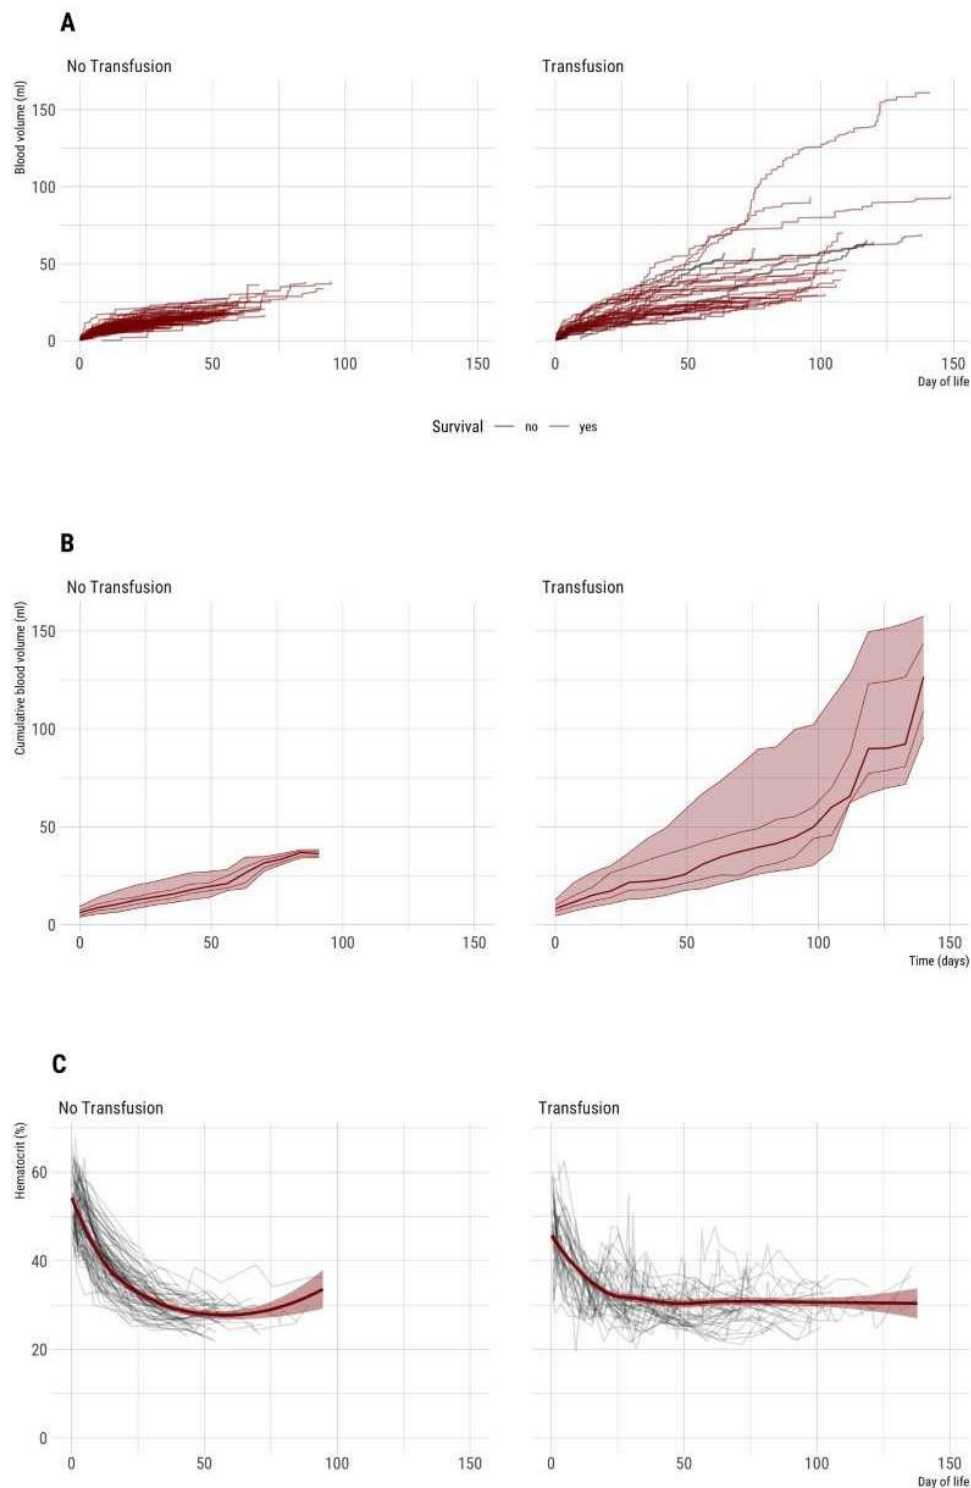 A
No Transfusion
Transfusion
Blood volume (ml)
150
100
50
0
0 50 100 150
0 50 100 150
Day of life
Survival — no — yes
B
No Transfusion
Transfusion
Cumulative blood volume (ml)
150
100
50
0
0 50 100 150
0 50 100 150
Time (days)
C
No Transfusion
Transfusion
Hematocrit (%)
60
40
20
0
0 50 100 150
0 50 100 150
Day of life